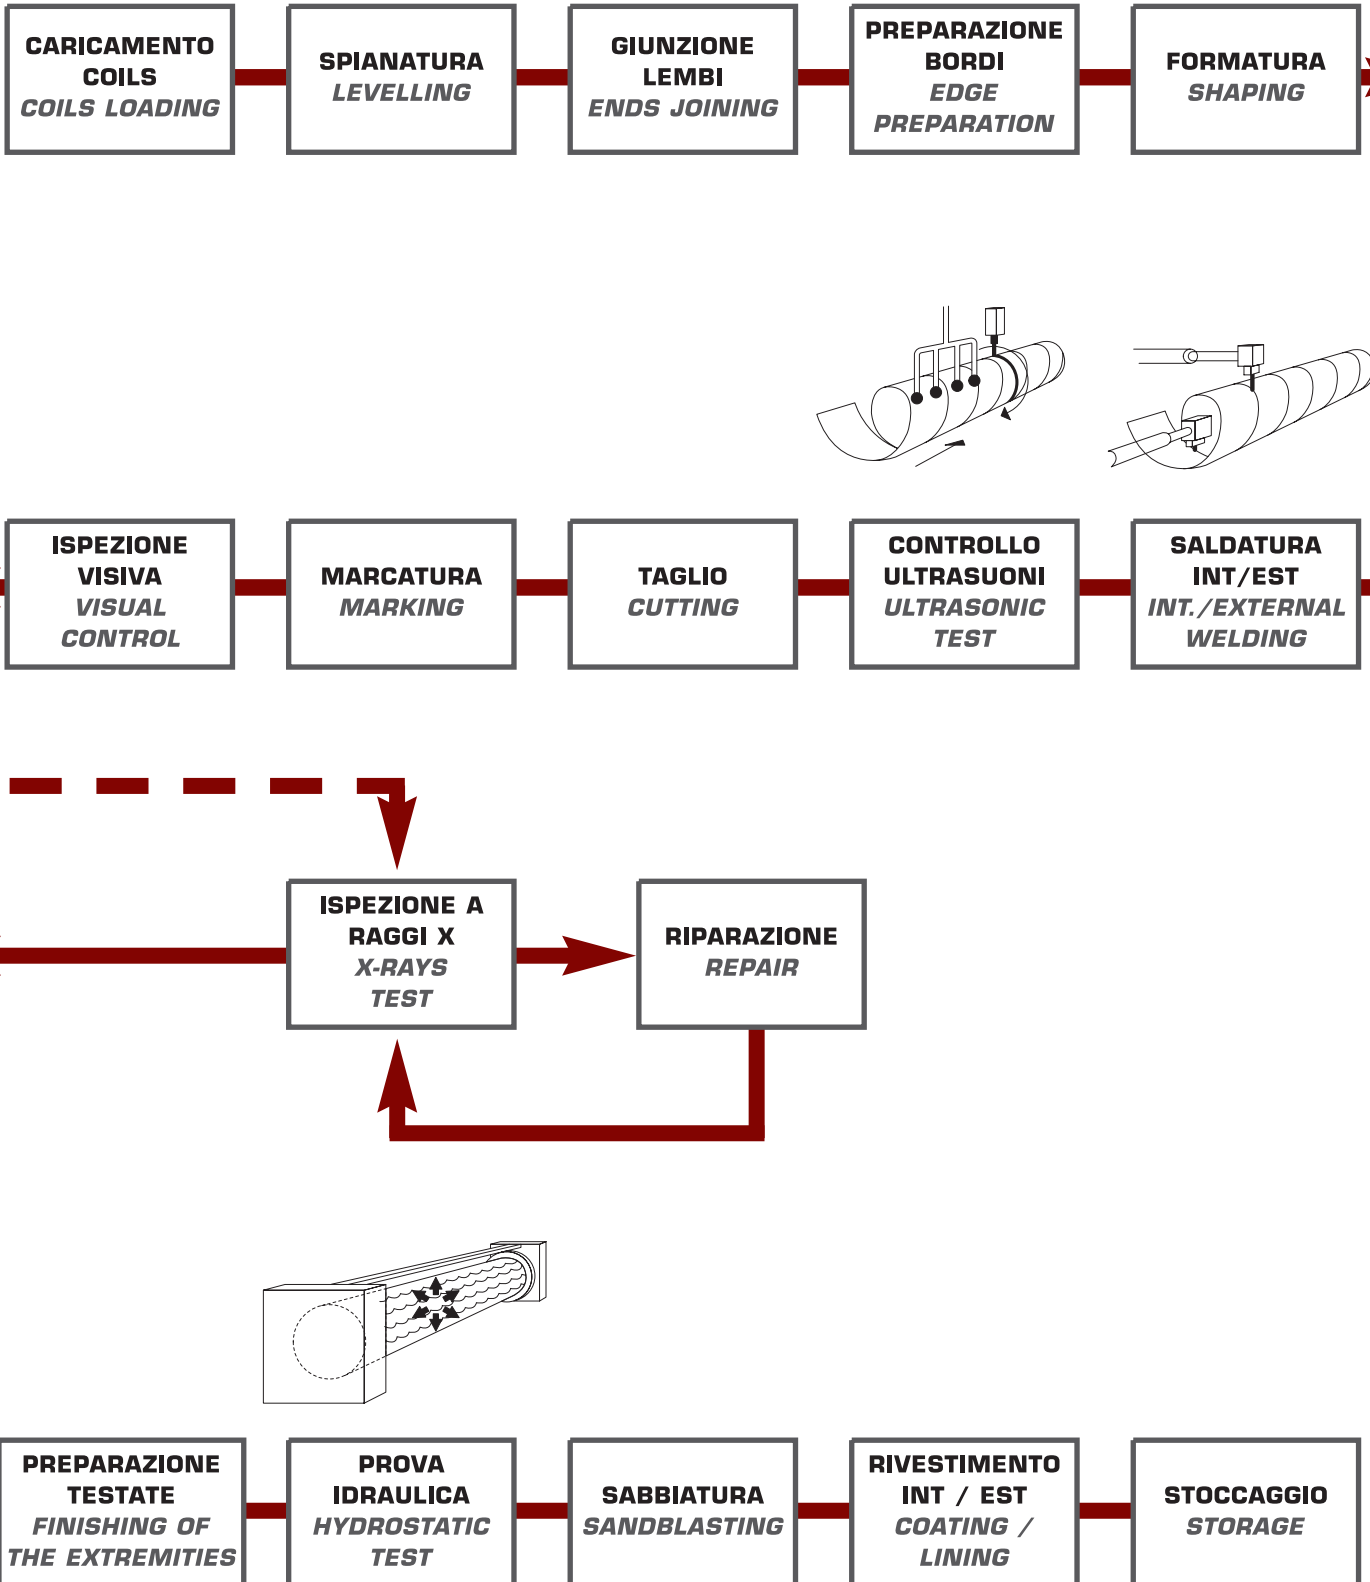 CARICAMENTO
COILS
COILS LOADING
SPIANATURA
LEVELLING
GIUNZIONE
LEMBI
ENDS JOINING
PREPARAZIONE
BORDI
EDGE
PREPARATION
FORMATURA
SHAPING
ISPEZIONE
VISIVA
VISUAL
CONTROL
MARCATURA
MARKING
TAGLIO
CUTTING
CONTROLLO
ULTRASUONI
ULTRASONIC
TEST
SALDATURA
INT/EST
INT./EXTERNAL
WELDING
ISPEZIONE A
RAGGI X
X-RAYS
TEST
RIPARAZIONE
REPAIR
PREPARAZIONE
TESTATE
FINISHING OF
THE EXTREMITIES
PROVA
IDRAULICA
HYDROSTATIC
TEST
SABBIATURA
SANDBLASTING
RIVESTIMENTO
INT / EST
COATING /
LINING
STOCCAGGIO
STORAGE